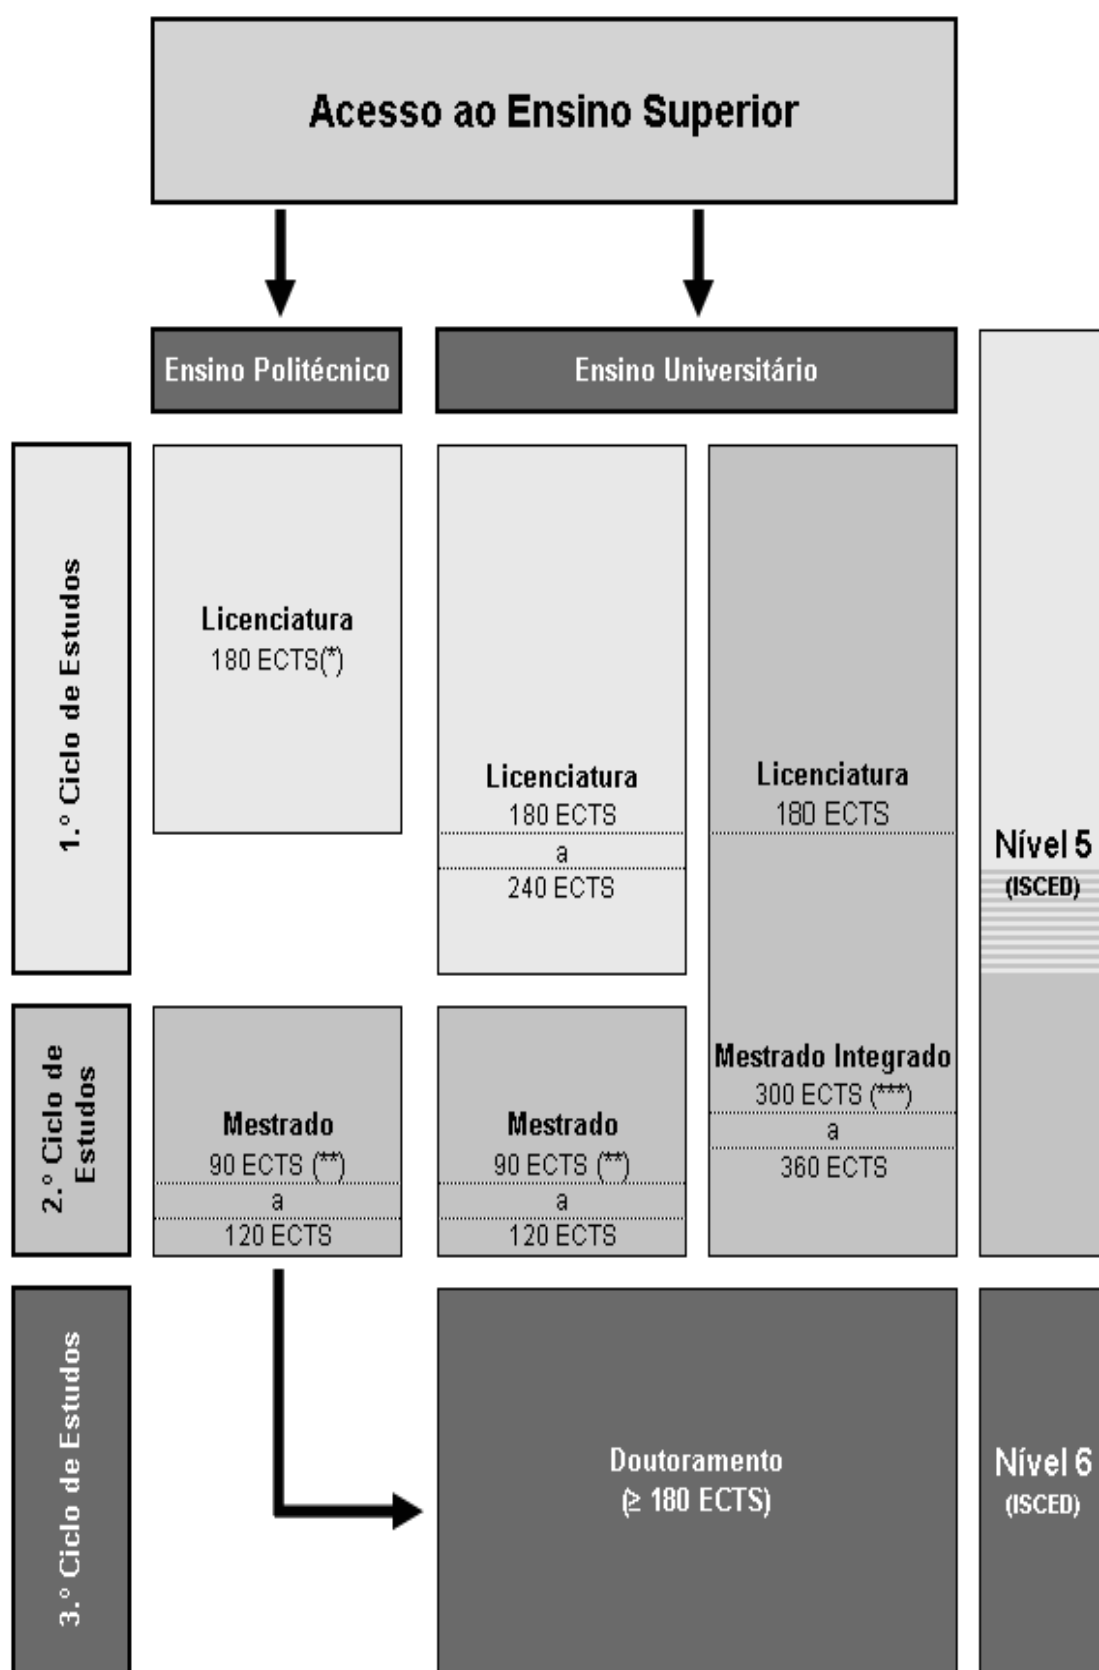 Acesso ao Ensino Superior
Ensino Politécnico
Ensino Universitário
1.º Ciclo de Estudos
Licenciatura
180 ECTS(*)
Licenciatura
180 ECTS
a
240 ECTS
Licenciatura
180 ECTS
Nível 5
(ISCED)
2.º Ciclo de
Estudos
Mestrado
90 ECTS (**)
a
120 ECTS
Mestrado
90 ECTS (**)
a
120 ECTS
Mestrado Integrado
300 ECTS (***)
a
360 ECTS
3.º Ciclo de Estudos
Doutoramento
(≥ 180 ECTS)
Nível 6
(ISCED)